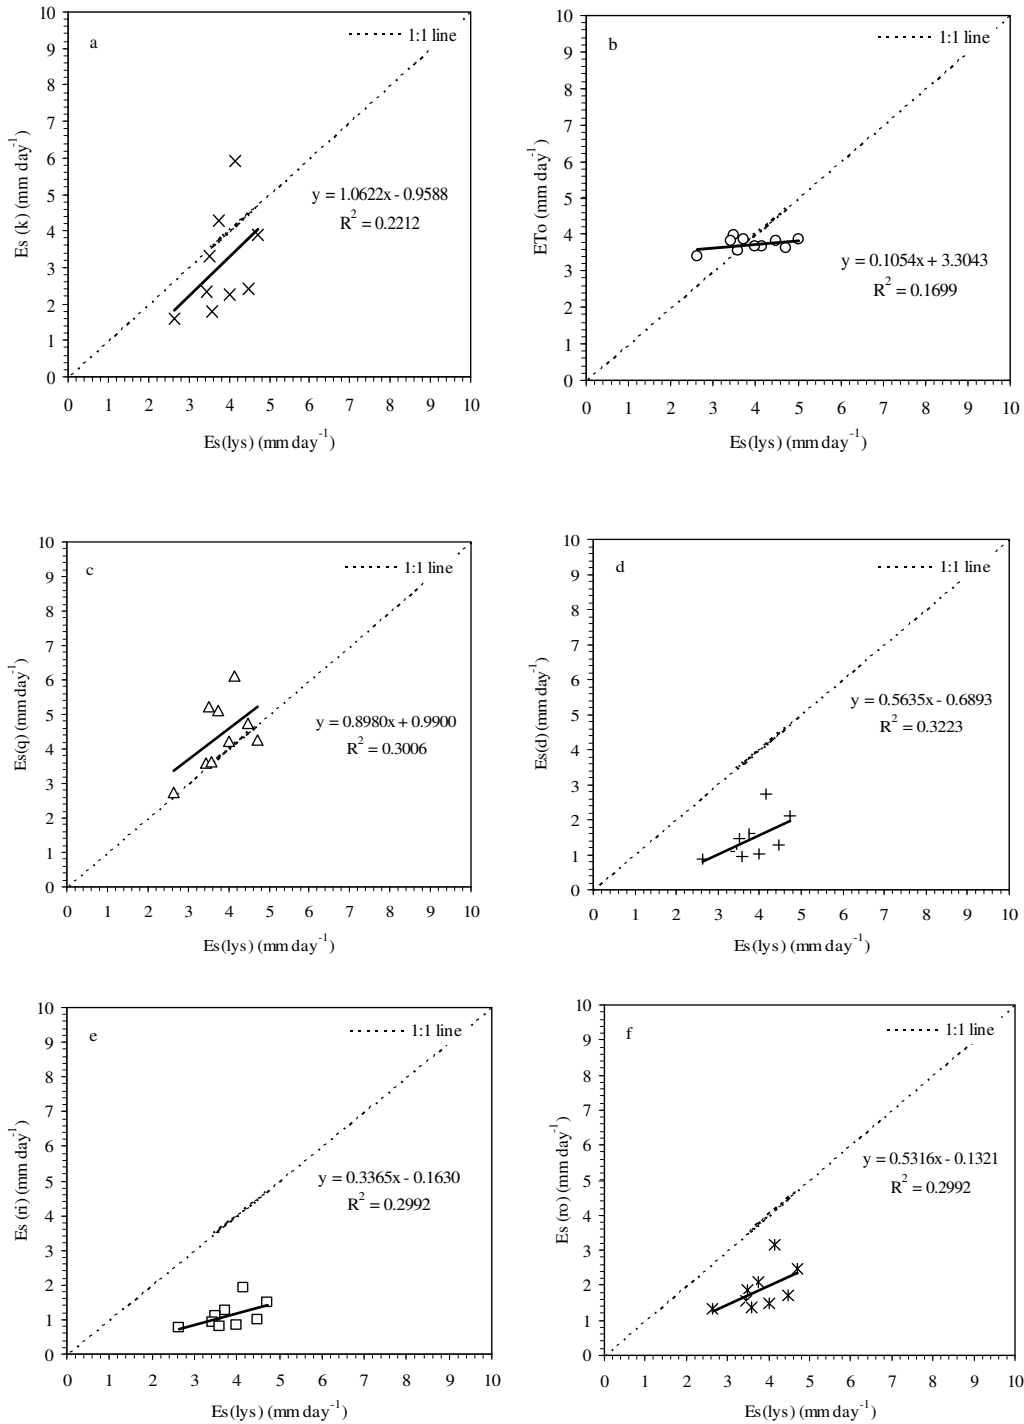 a
1:1 line
y = 1.0622x - 0.9588
R2 = 0.2212
Es (k) (mm day-1)
10
9
8
7
6
5
4
3
2
1
0
0 1 2 3 4 5 6 7 8 9 10
Es(lys) (mm day-1)
b
1:1 line
y = 0.1054x + 3.3043
R2 = 0.1699
ETo (mm day-1)
10
9
8
7
6
5
4
3
2
1
0
0 1 2 3 4 5 6 7 8 9 10
Es(lys) (mm day-1)
c
1:1 line
y = 0.8980x + 0.9900
R2 = 0.3006
Es(q) (mm day-1)
10
9
8
7
6
5
4
3
2
1
0
0 1 2 3 4 5 6 7 8 9 10
Es(lys) (mm day-1)
d
1:1 line
y = 0.5635x - 0.6893
R2 = 0.3223
Es(d) (mm day-1)
10
9
8
7
6
5
4
3
2
1
0
0 1 2 3 4 5 6 7 8 9 10
Es(lys) (mm day-1)
e
1:1 line
y = 0.3365x - 0.1630
R2 = 0.2992
Es (ri) (mm day-1)
10
9
8
7
6
5
4
3
2
1
0
0 1 2 3 4 5 6 7 8 9 10
Es(lys) (mm day-1)
f
1:1 line
y = 0.5316x - 0.1321
R2 = 0.2992
Es (ro) (mm day-1)
10
9
8
7
6
5
4
3
2
1
0
0 1 2 3 4 5 6 7 8 9 10
Es(lys) (mm day-1)